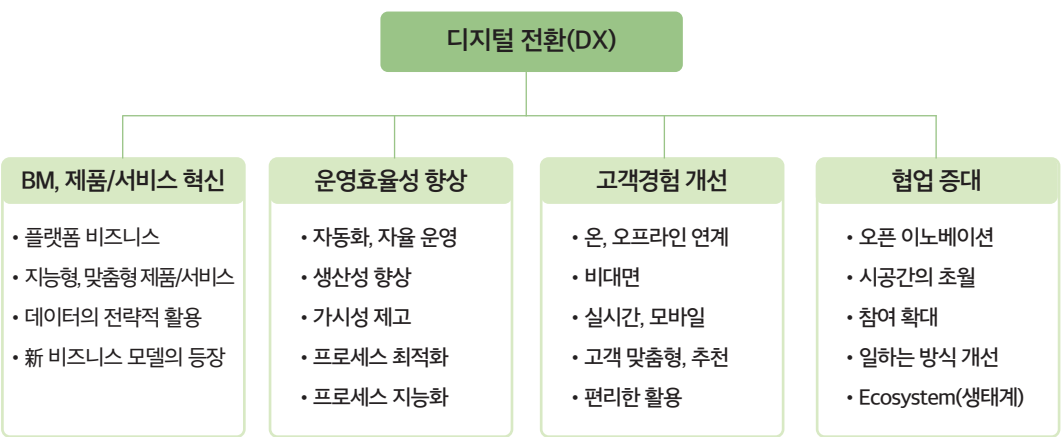 디지털 전환(DX)
BM, 제품/서비스 혁신
• 플랫폼 비즈니스
• 지능형, 맞춤형 제품/서비스
• 데이터의 전략적 활용
• 新 비즈니스 모델의 등장
운영효율성 향상
• 자동화, 자율 운영
• 생산성 향상
• 가시성 제고
• 프로세스 최적화
• 프로세스 지능화
고객경험 개선
• 온, 오프라인 연계
• 비대면
• 실시간, 모바일
• 고객 맞춤형, 추천
• 편리한 활용
협업 증대
• 오픈 이노베이션
• 시공간의 초월
• 참여 확대
• 일하는 방식 개선
• Ecosystem(생태계)